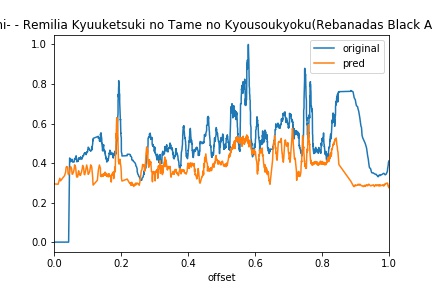 ni- - Remilia Kyuuketsuki no Tame no Kyousoukyoku(Rebanadas Black A
original
pred
1.0
0.8
0.6
0.4
0.2
0.0
0.0 0.2 0.4 0.6 0.8 1.0
offset